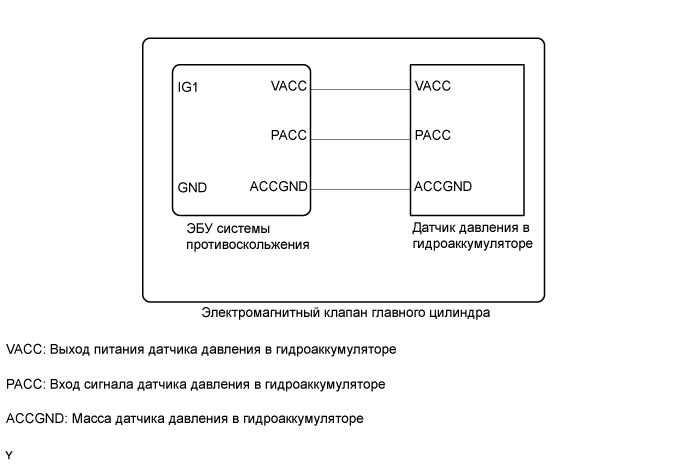 IG1
VACC
VACC
PACC
PACC
GND
ACCGND
ACCGND
ЭБУ системы
противоскольжения
Датчик давления в
гидроаккумуляторе
Электромагнитный клапан главного цилиндра
VACC: Выход питания датчика давления в гидроаккумуляторе
PACC: Вход сигнала датчика давления в гидроаккумуляторе
ACCGND: Масса датчика давления в гидроаккумуляторе
Y